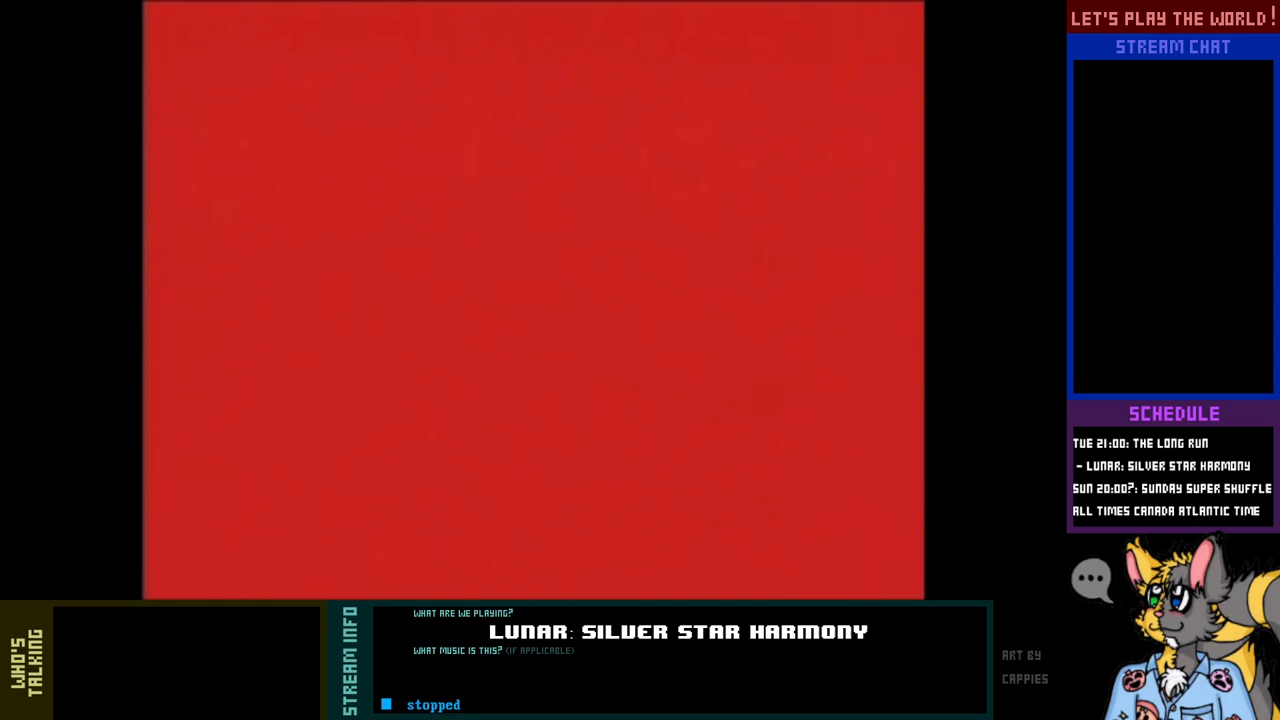 LET'S PLAY THE WORLD!
STREAM CHAT
SCHEDULE
TUE 21:00: THE LONG RUN
- LUNAR: SILVER STAR HARMONY
SUN 20:00?: SUNDAY SUPER SHUFFLE
ALL TIMES CANADA ATLANTIC TIME
WHO'S
TALKING
STREAM INFO
WHAT ARE WE PLAYING?
LUNAR: SILVER STAR HARMONY
WHAT MUSIC IS THIS? (IF APPLICABLE)
stopped
ART BY
CAPPIES